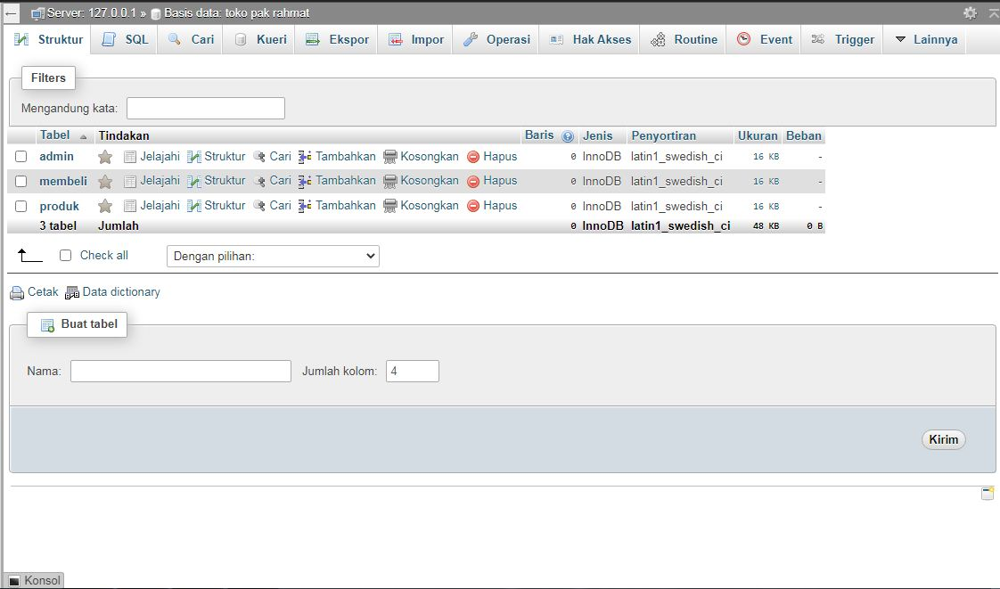 Server: 127.0.0.1 » Basis data: toko pak rahmat
Struktur SQL Cari Kueri Ekspor Impor Operasi Hak Akses Routine Event Trigger Lainnya
Filters
Mengandung kata:
Tabel Tindakan Baris Jenis Penyortiran Ukuran Beban
admin Jelajahi Struktur Cari Tambahkan Kosongkan Hapus 0 InnoDB latin1_swedish_ci 16 KB -
membeli Jelajahi Struktur Cari Tambahkan Kosongkan Hapus 0 InnoDB latin1_swedish_ci 16 KB -
produk Jelajahi Struktur Cari Tambahkan Kosongkan Hapus 0 InnoDB latin1_swedish_ci 16 KB -
3 tabel Jumlah 0 InnoDB latin1_swedish_ci 48 KB 0 B
Check all Dengan pilihan:
Cetak Data dictionary
Buat tabel
Nama: Jumlah kolom: 4
Kirim
Konsol